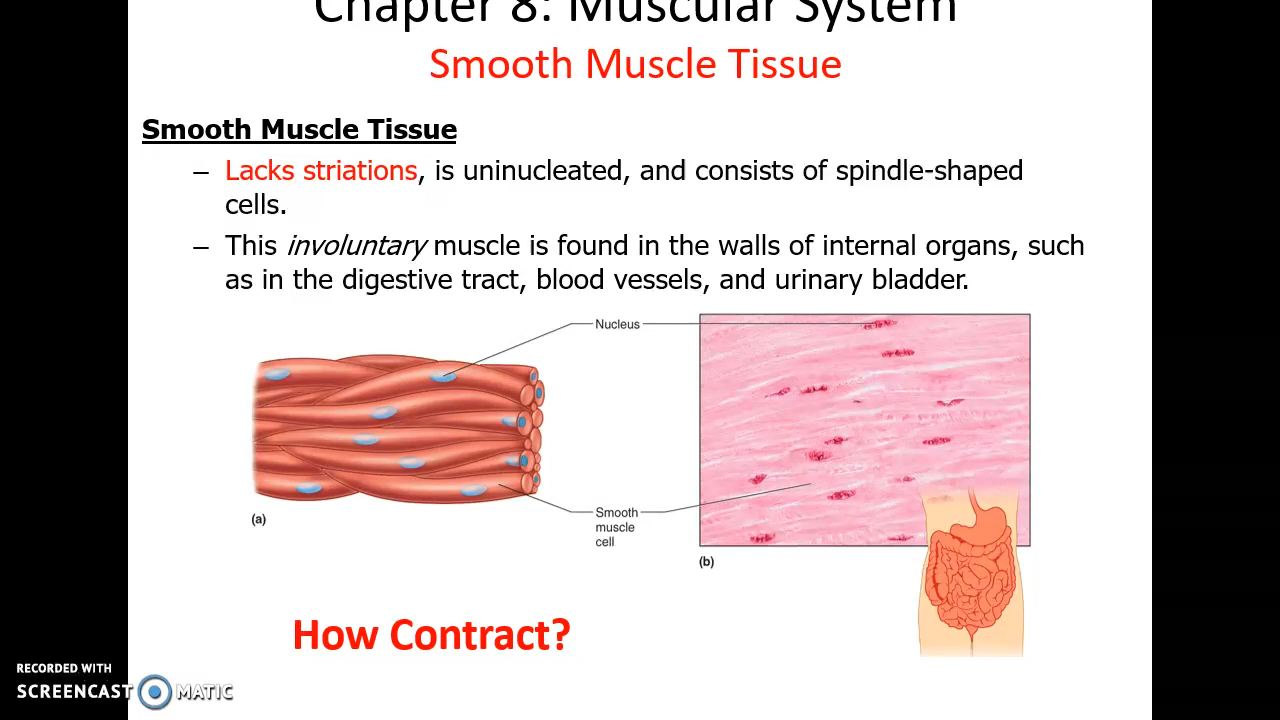 Chapter 8: Muscular System
Smooth Muscle Tissue
Smooth Muscle Tissue
– Lacks striations, is uninucleated, and consists of spindle-shaped
cells.
– This involuntary muscle is found in the walls of internal organs, such
as in the digestive tract, blood vessels, and urinary bladder.
Nucleus
Smooth
muscle
cell
(a)
(b)
How Contract?
RECORDED WITH
SCREENCAST MATIC